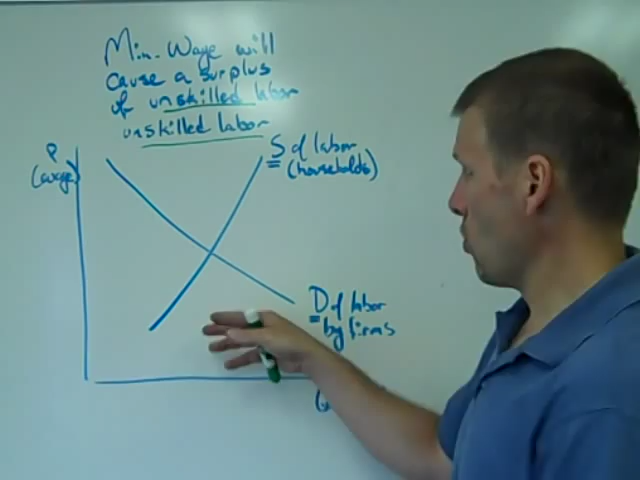 Min. Wage will
cause a surplus
of unskilled labor
unskilled labor
P
(wage)
S of labor
(households)
D of labor
by firms